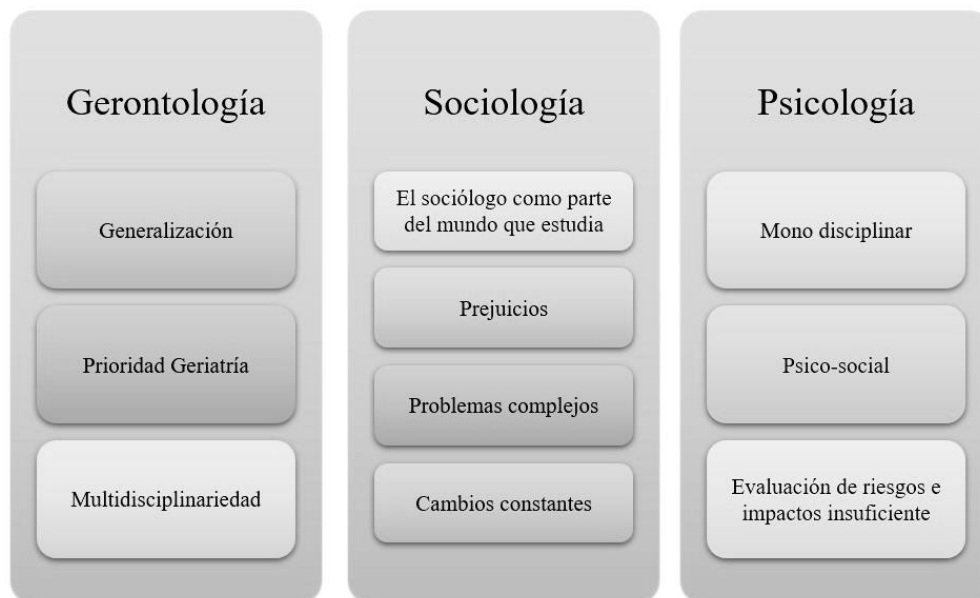 Gerontología
Generalización
Prioridad Geriatría
Multidisciplinariedad
Sociología
El sociólogo como parte
del mundo que estudia
Prejuicios
Problemas complejos
Cambios constantes
Psicología
Mono disciplinar
Psico-social
Evaluación de riesgos e
impactos insuficiente